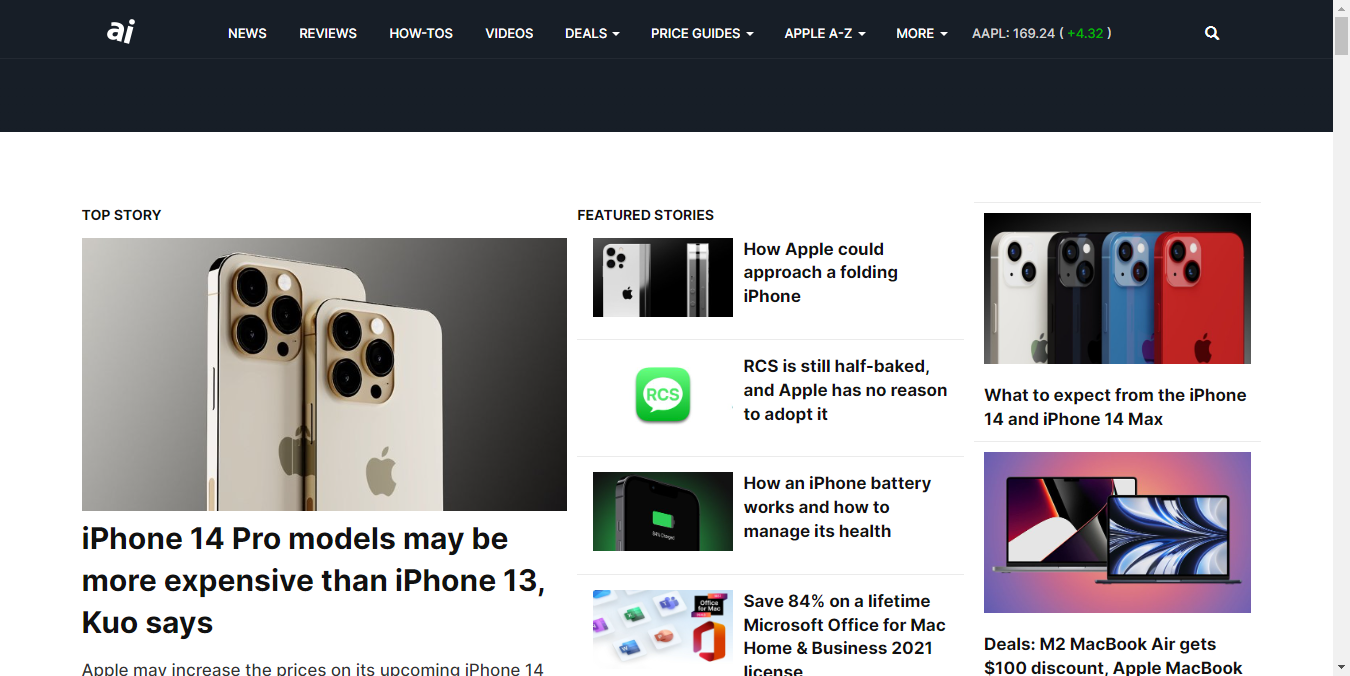 ai
NEWS
REVIEWS
HOW-TOS
VIDEOS
DEALS
PRICE GUIDES
APPLE A-Z
MORE
AAPL: 169.24 ( +4.32 )
TOP STORY
iPhone 14 Pro models may be
more expensive than iPhone 13,
Kuo says
Apple may increase the prices on its upcoming iPhone 14
FEATURED STORIES
How Apple could
approach a folding
iPhone
RCS
RCS is still half-baked,
and Apple has no reason
to adopt it
84% Charged
How an iPhone battery
works and how to
manage its health
Office
for Mac
Save 84% on a lifetime
Microsoft Office for Mac
Home & Business 2021
license
What to expect from the iPhone
14 and iPhone 14 Max
Deals: M2 MacBook Air gets
$100 discount, Apple MacBook